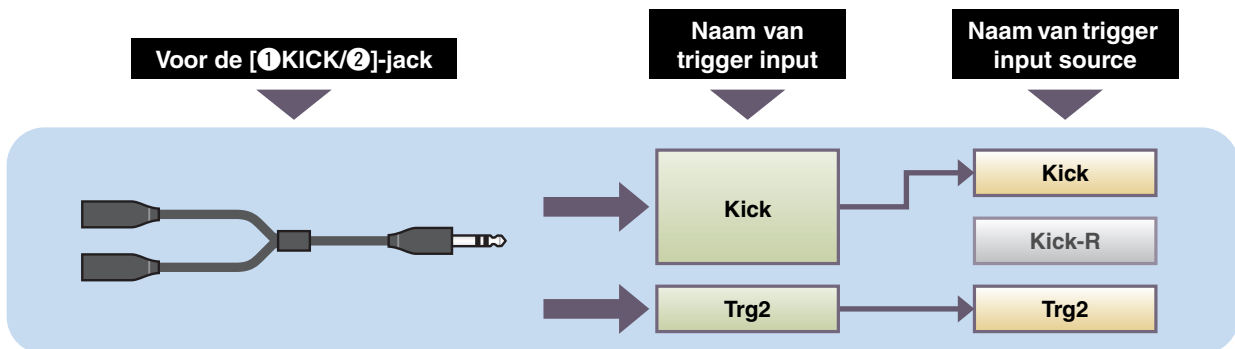 Voor de [❶KICK/❷]-jack
Naam van
trigger input
Naam van trigger
input source
Kick
Kick
Kick-R
Trg2
Trg2